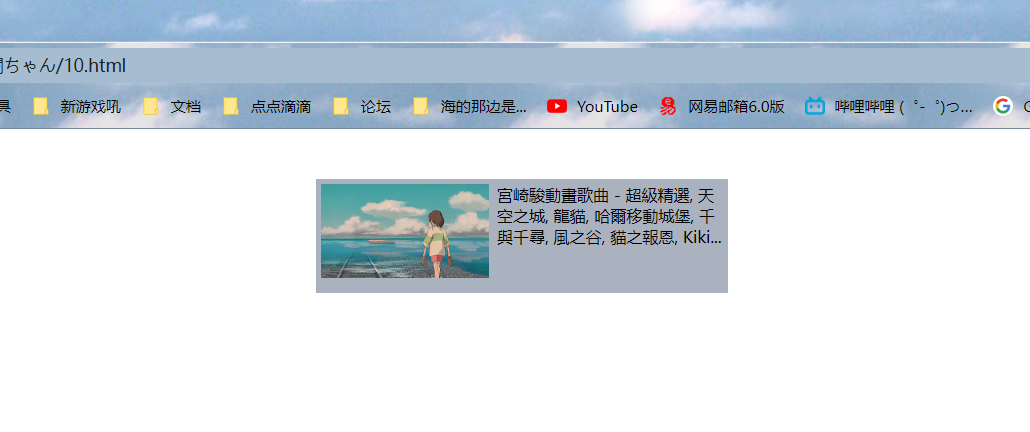 ちゃん/10.html
具 新游戏吼 文档 点点滴滴 论坛 海的那边是... YouTube 网易邮箱6.0版 哔哩哔哩 (゜-゜)つ... G
宮崎駿動畫歌曲 - 超級精選, 天
空之城, 龍貓, 哈爾移動城堡, 千
與千尋, 風之谷, 貓之報恩, Kiki...